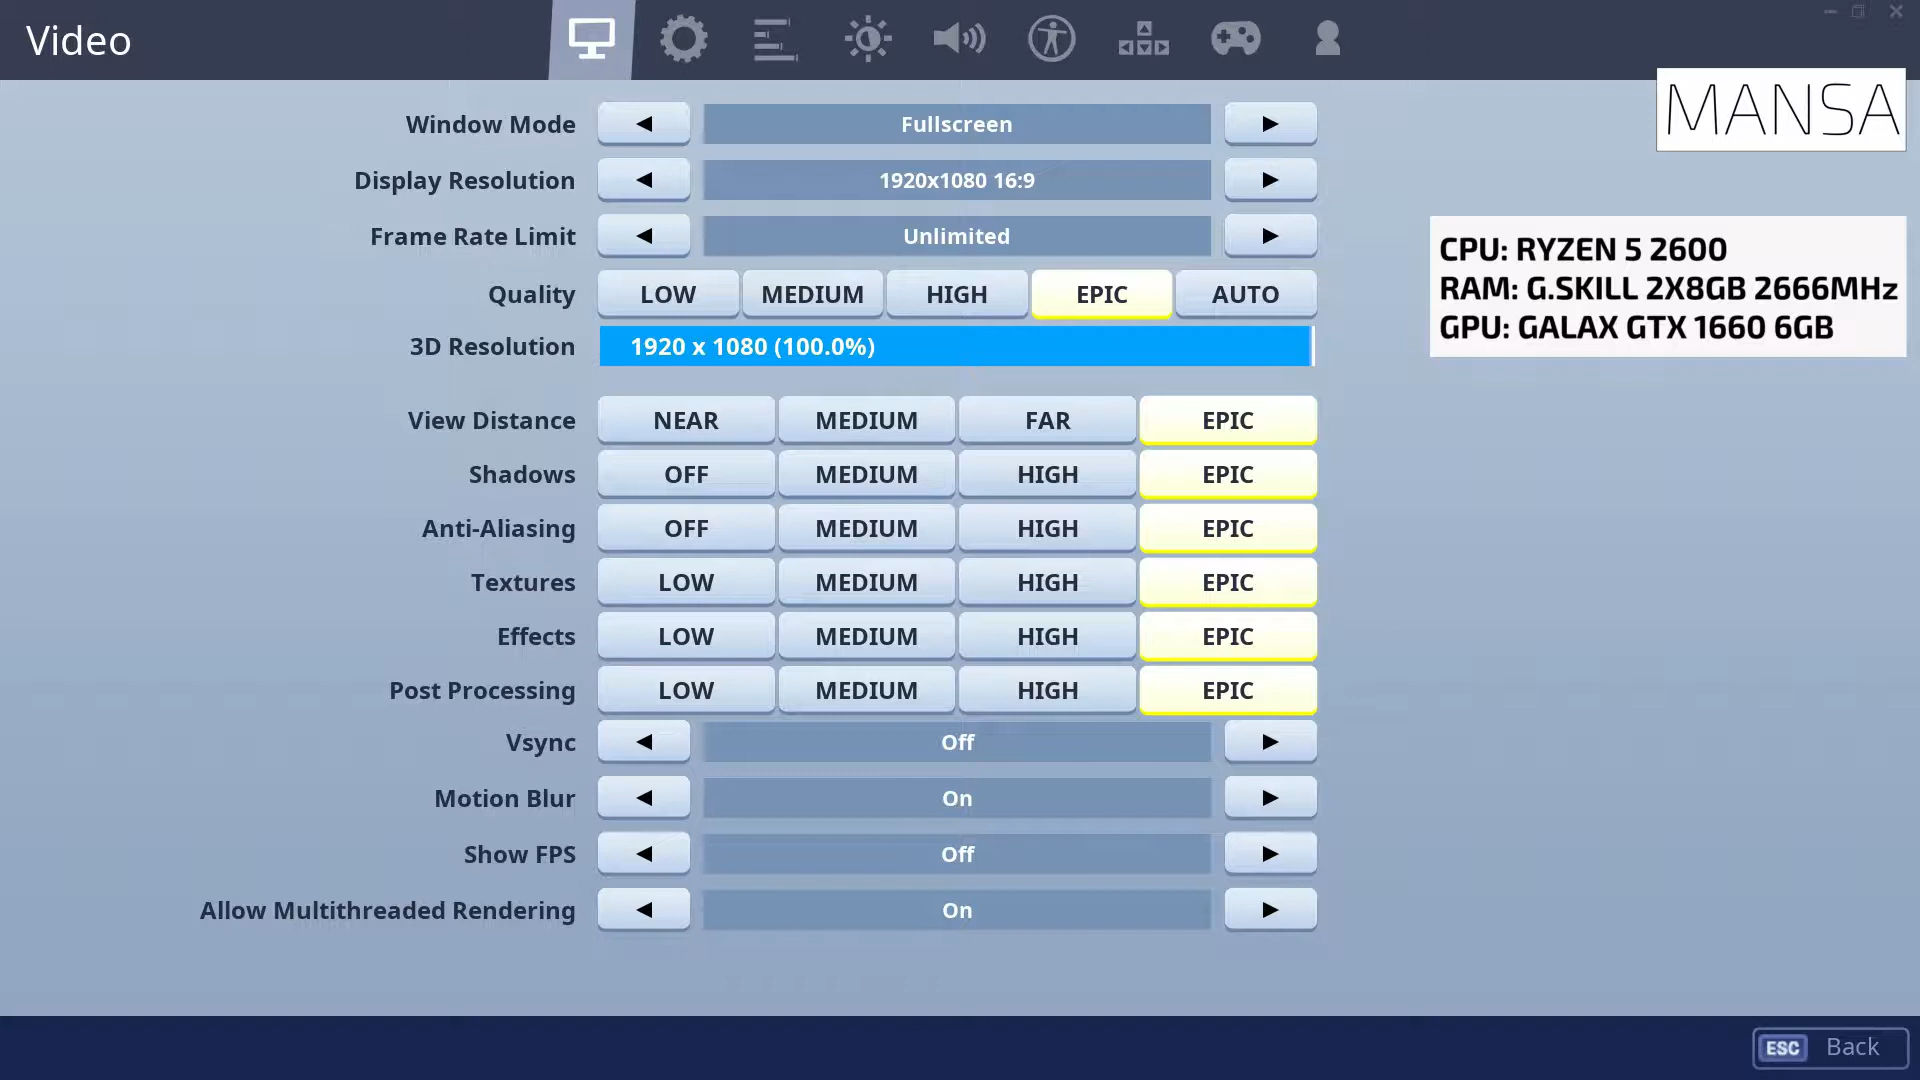 Video
MANSA
Window Mode Fullscreen
Display Resolution 1920x1080 16:9
Frame Rate Limit Unlimited
CPU: RYZEN 5 2600
RAM: G.SKILL 2X8GB 2666MHz
GPU: GALAX GTX 1660 6GB
Quality LOW MEDIUM HIGH EPIC AUTO
3D Resolution 1920 x 1080 (100.0%)
View Distance NEAR MEDIUM FAR EPIC
Shadows OFF MEDIUM HIGH EPIC
Anti-Aliasing OFF MEDIUM HIGH EPIC
Textures LOW MEDIUM HIGH EPIC
Effects LOW MEDIUM HIGH EPIC
Post Processing LOW MEDIUM HIGH EPIC
Vsync Off
Motion Blur On
Show FPS Off
Allow Multithreaded Rendering On
ESC Back